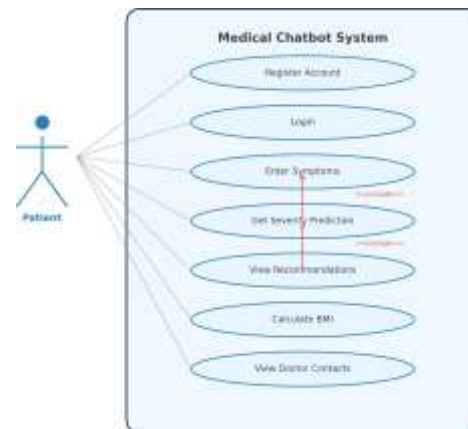 Medical Chatbot System
Register Account
Login
Enter Symptoms
Get Severity Prediction
View Recommendations
Calculate BMI
View Doctor Contacts
Patient